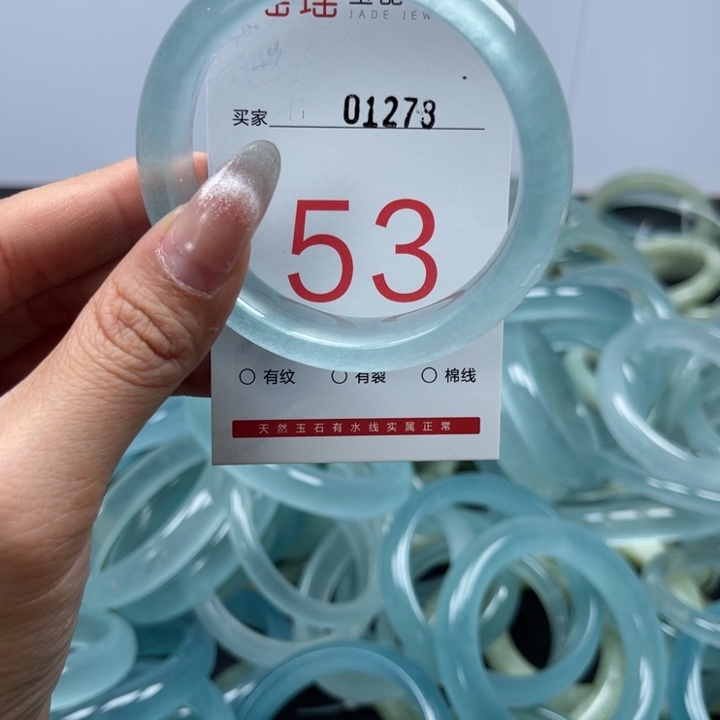 瑶
JADE JEW
买家 01273
53
○ 有纹 ○ 有裂 ○ 棉线
天然玉石有水线实属正常